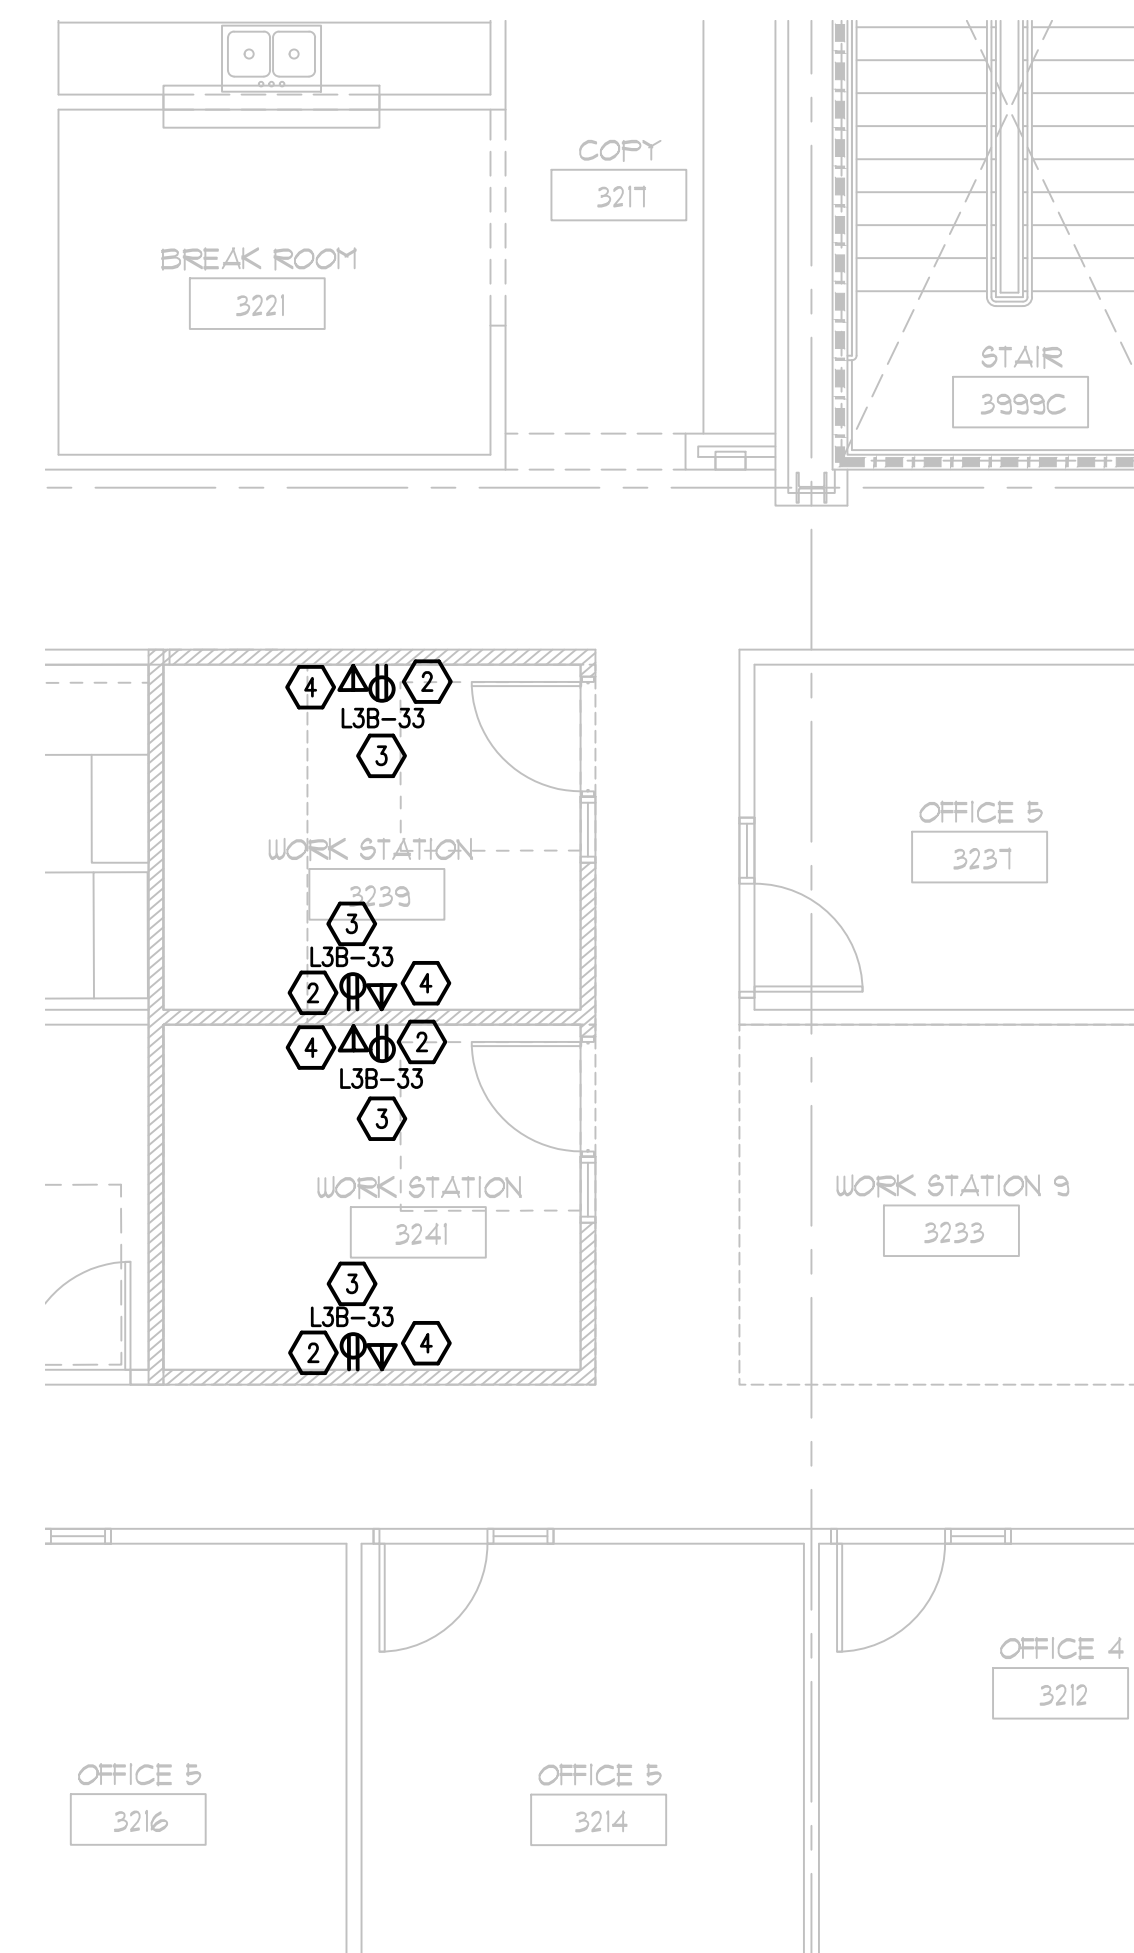 COPY
3217
BREAK ROOM
3221
STAIR
3999C
4
2
L3B-33
3
OFFICE 5
3237
WORK STATION
3239
3
L3B-33
2
4
4
2
L3B-33
3
WORK STATION
3241
WORK STATION 9
3233
3
L3B-33
2
4
OFFICE 4
3212
OFFICE 5
3216
OFFICE 5
3214